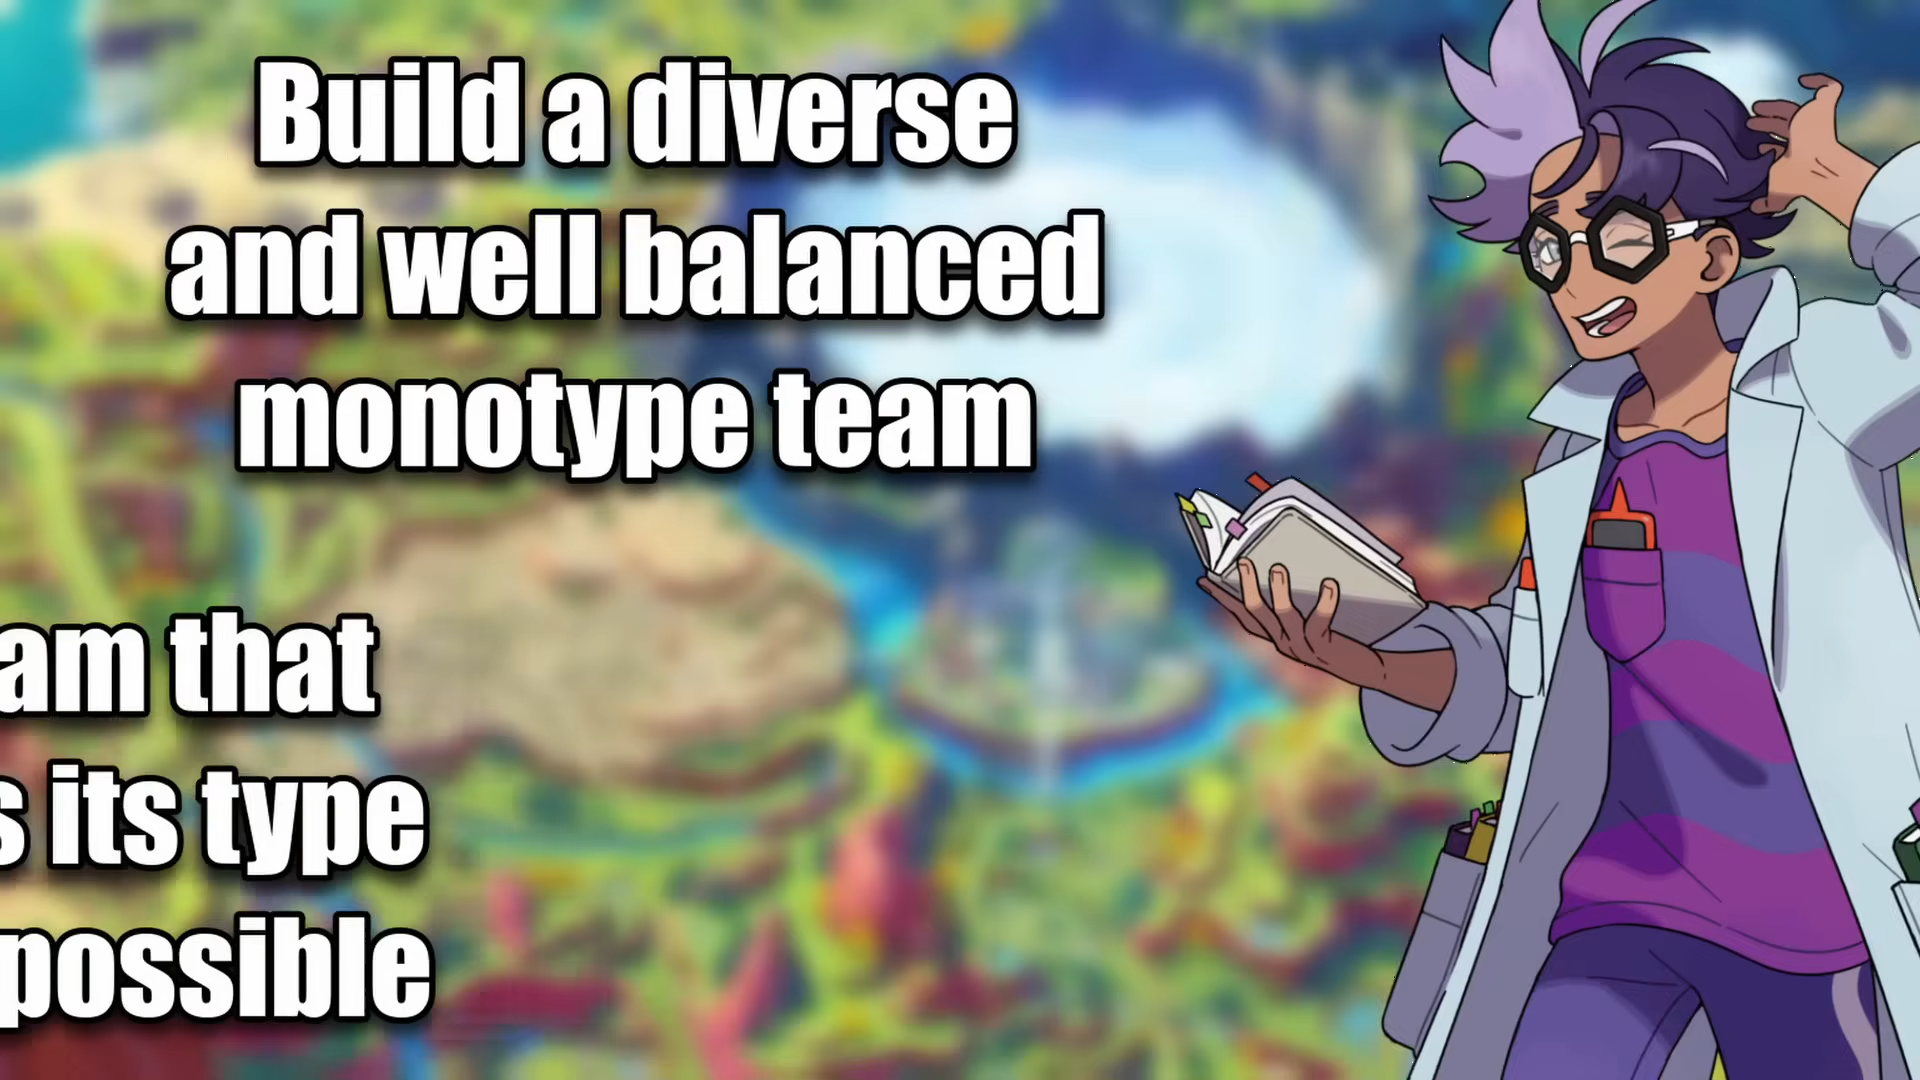 Build a diverse
and well balanced
monotype team
am that
s its type
possible